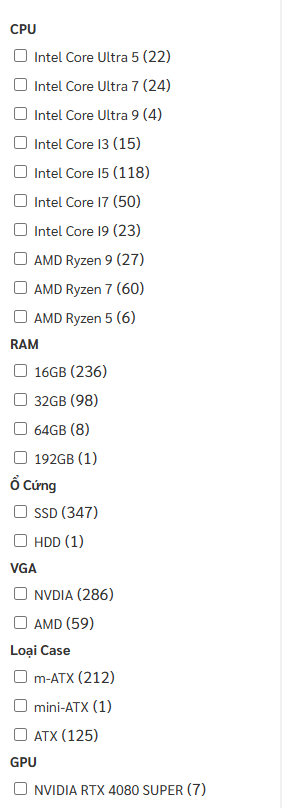 CPU
Intel Core Ultra 5 (22)
Intel Core Ultra 7 (24)
Intel Core Ultra 9 (4)
Intel Core I3 (15)
Intel Core I5 (118)
Intel Core I7 (50)
Intel Core I9 (23)
AMD Ryzen 9 (27)
AMD Ryzen 7 (60)
AMD Ryzen 5 (6)
RAM
16GB (236)
32GB (98)
64GB (8)
192GB (1)
Ổ Cứng
SSD (347)
HDD (1)
VGA
NVDIA (286)
AMD (59)
Loại Case
m-ATX (212)
mini-ATX (1)
ATX (125)
GPU
NVIDIA RTX 4080 SUPER (7)